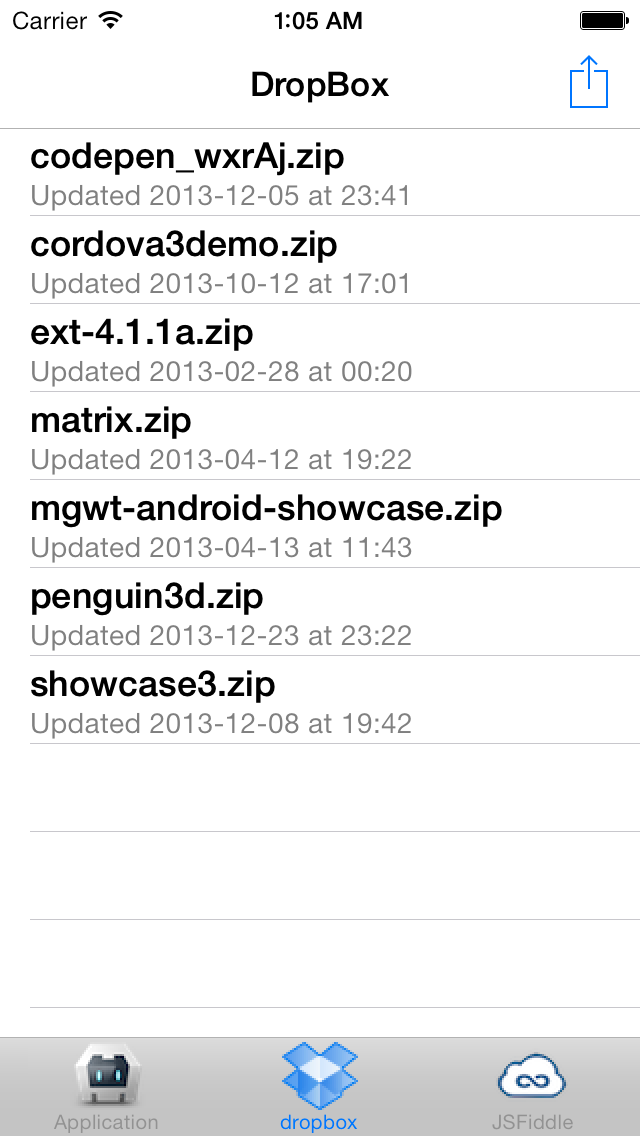 Carrier 1:05 AM
DropBox
codepen_wxrAj.zip
Updated 2013-12-05 at 23:41
cordova3demo.zip
Updated 2013-10-12 at 17:01
ext-4.1.1a.zip
Updated 2013-02-28 at 00:20
matrix.zip
Updated 2013-04-12 at 19:22
mgwt-android-showcase.zip
Updated 2013-04-13 at 11:43
penguin3d.zip
Updated 2013-12-23 at 23:22
showcase3.zip
Updated 2013-12-08 at 19:42
Application dropbox JSFiddle